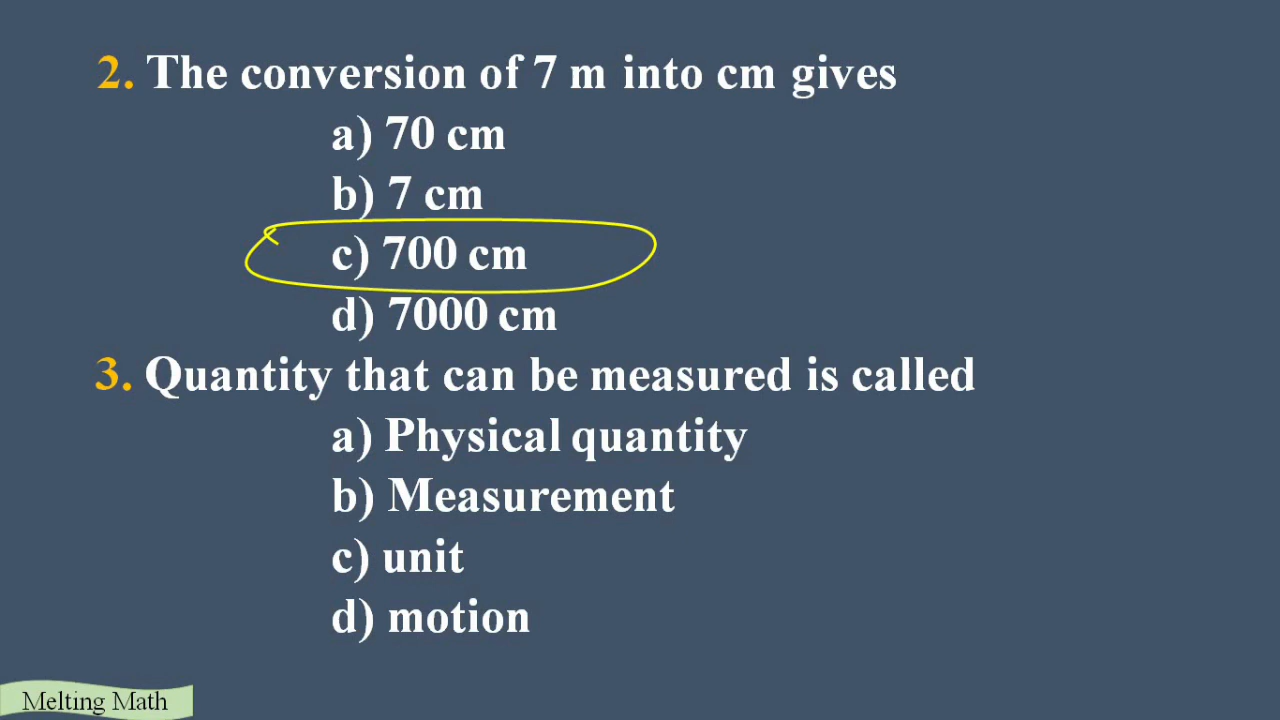 2. The conversion of 7 m into cm gives
a) 70 cm
b) 7 cm
c) 700 cm
d) 7000 cm
3. Quantity that can be measured is called
a) Physical quantity
b) Measurement
c) unit
d) motion
Melting Math